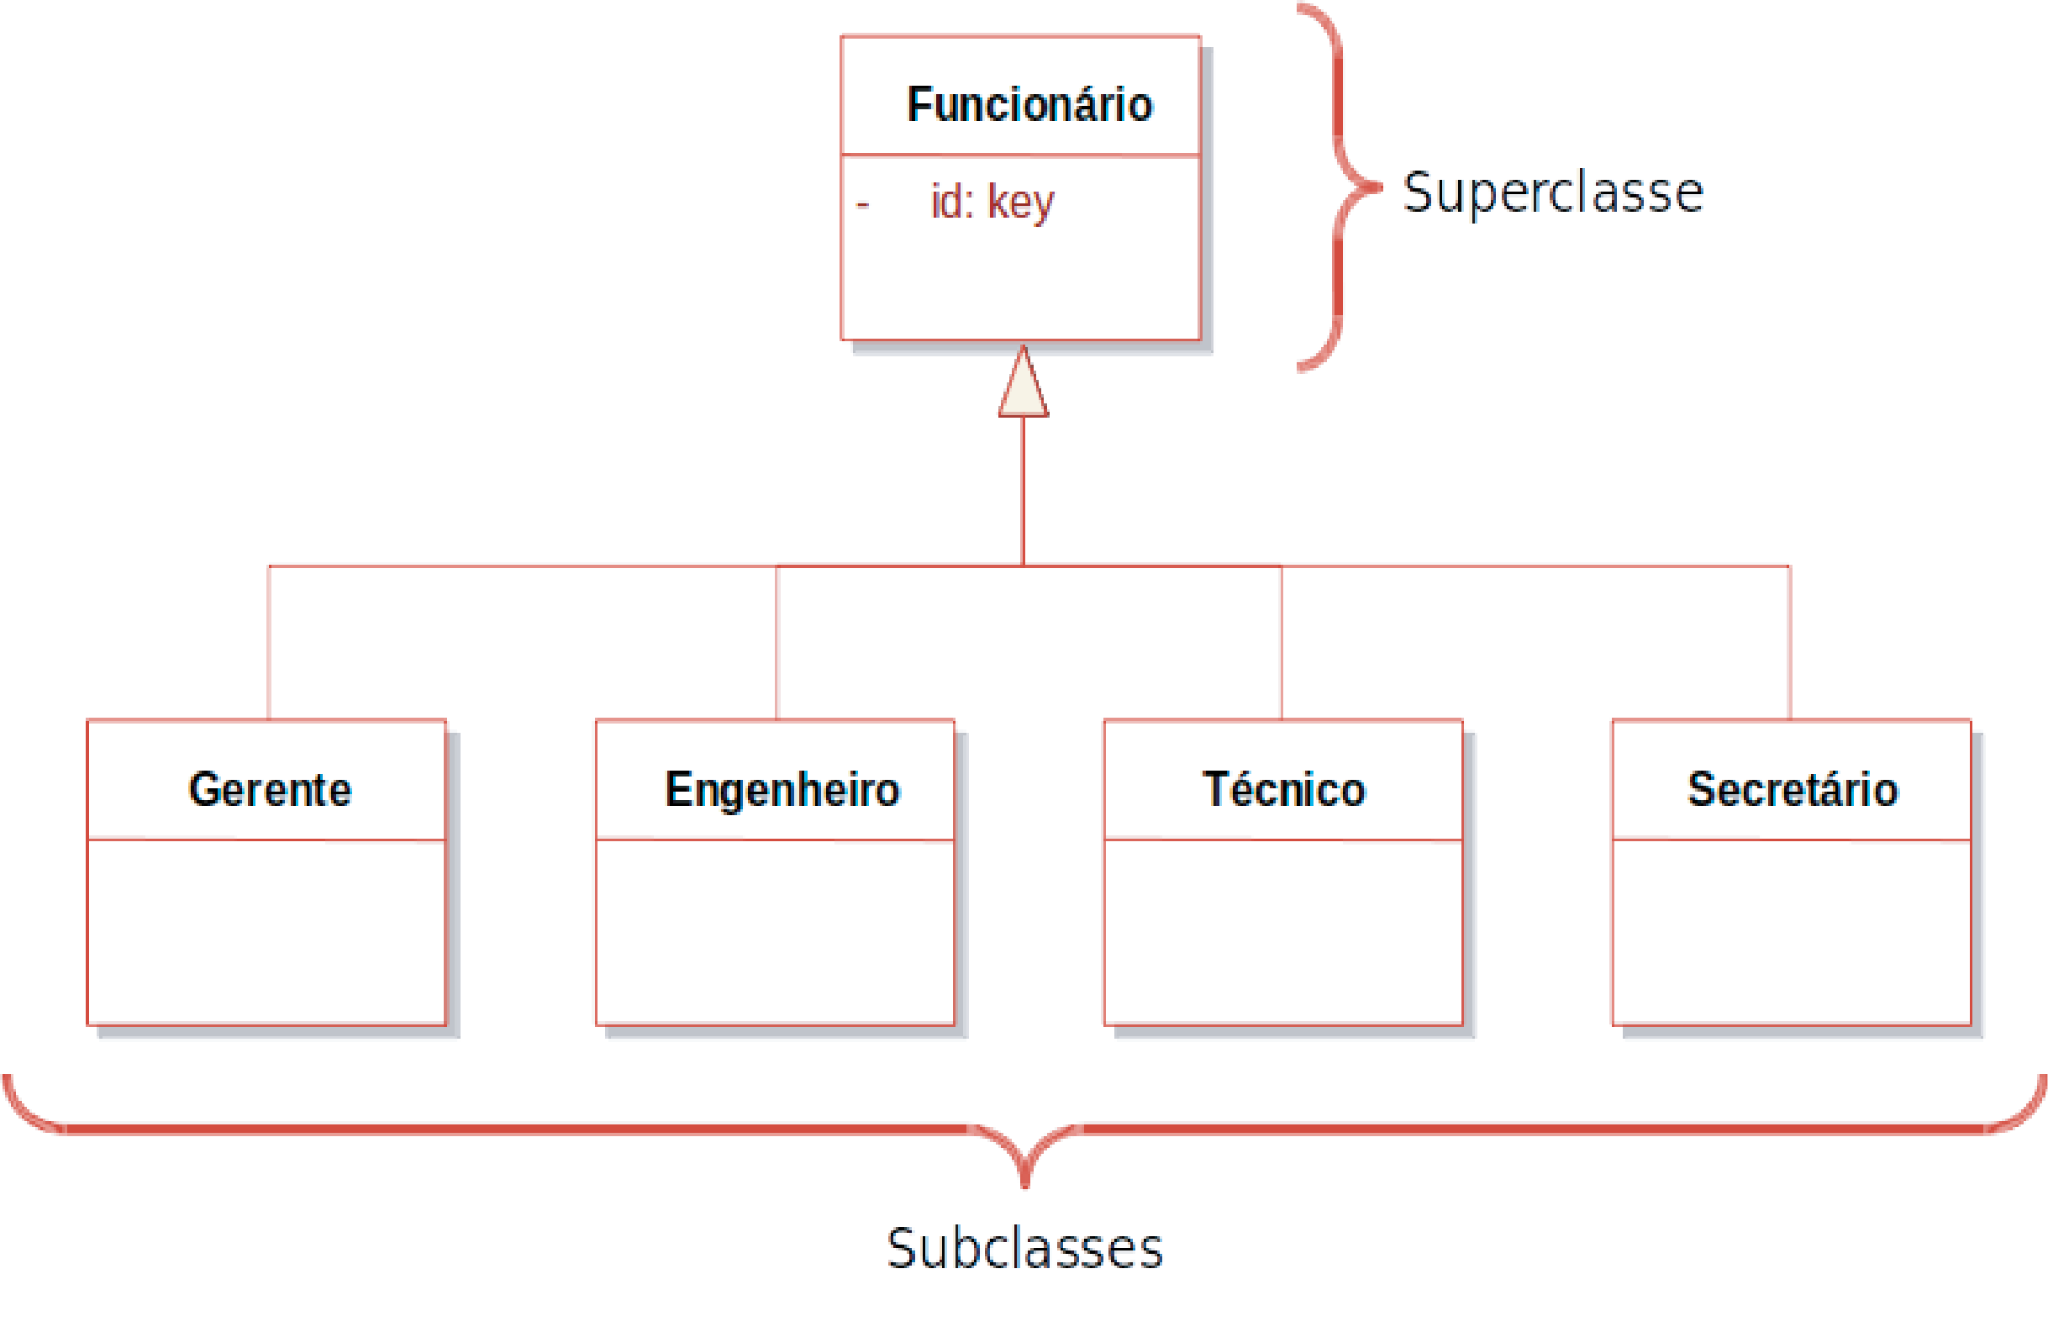 Funcionário
- id: key
Superclasse
Gerente
Engenheiro
Técnico
Secretário
Subclasses